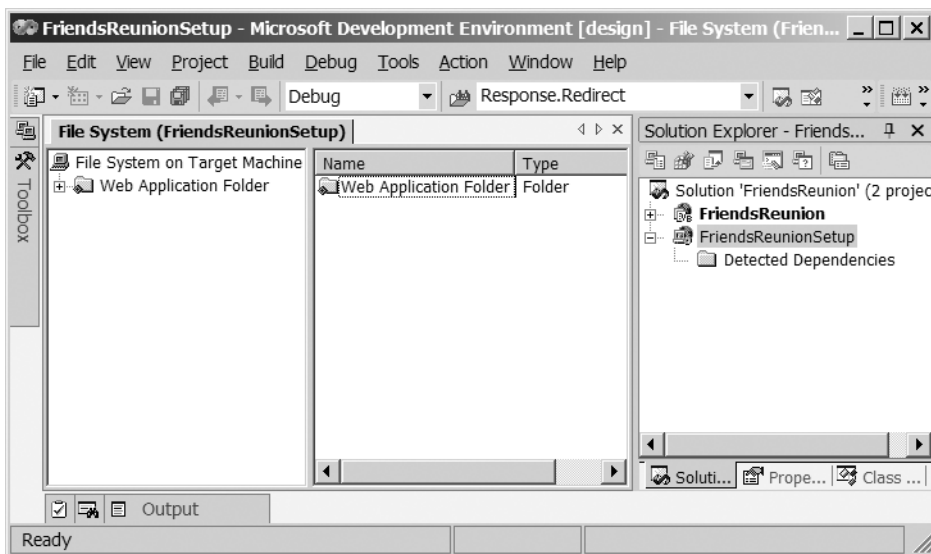 FriendsReunionSetup - Microsoft Development Environment [design] - File System (Frien...
File Edit View Project Build Debug Tools Action Window Help
Debug Response.Redirect
File System (FriendsReunionSetup)
Solution Explorer - Friends...
Toolbox
File System on Target Machine
Web Application Folder
Name Type
Web Application Folder Folder
Solution 'FriendsReunion' (2 projec
FriendsReunion
FriendsReunionSetup
Detected Dependencies
Soluti... Prope... Class ...
Output
Ready